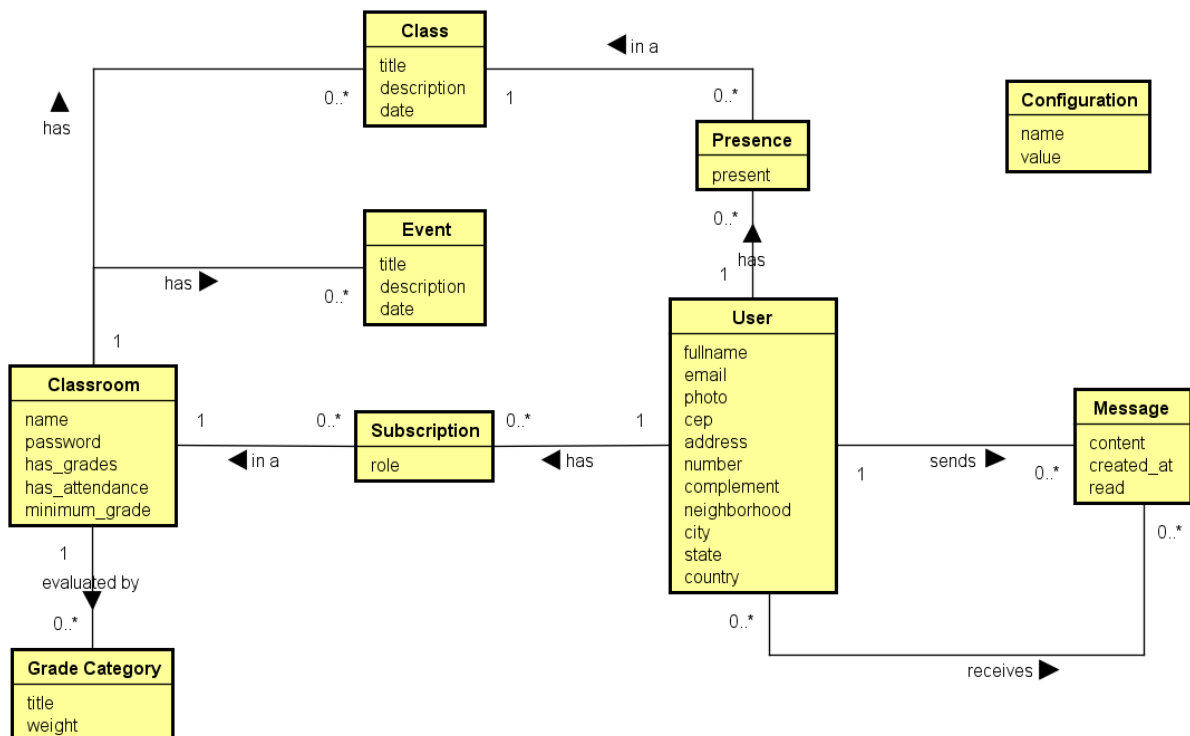 Class
title
description
date
in a
0..*
1
0..*
has
Configuration
name
value
Presence
present
0..*
has
1
Event
title
description
date
has
0..*
1
User
fullname
email
photo
cep
address
number
complement
neighborhood
city
state
country
Classroom
name
password
has_grades
has_attendance
minimum_grade
1
0..*
in a
Subscription
role
0..*
has
1
Message
content
created_at
read
sends
1
0..*
0..*
0..*
receives
1
evaluated by
0..*
Grade Category
title
weight